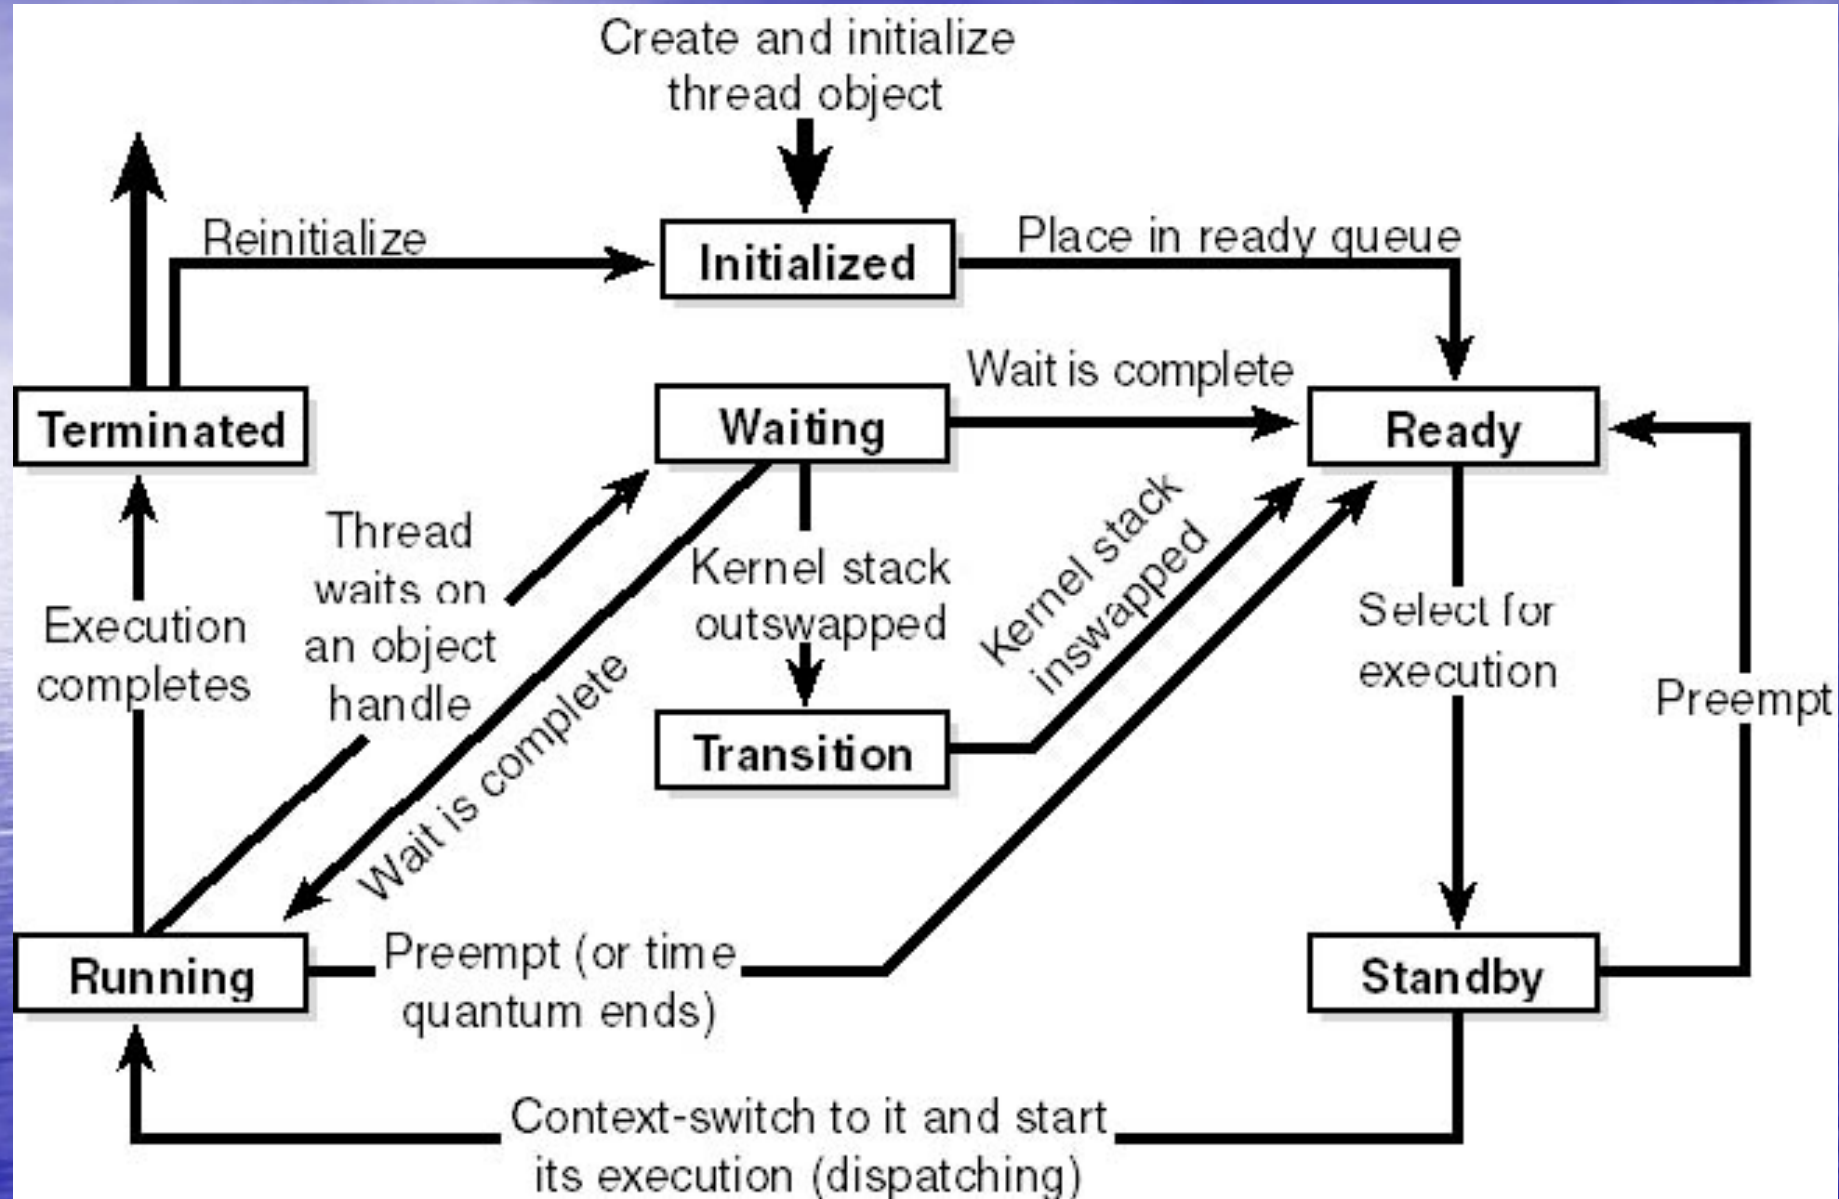 Create and initialize
thread object
Reinitialize
Initialized
Place in ready queue
Terminated
Waiting
Wait is complete
Ready
Thread
waits on
an object
handle
Execution
completes
Kernel stack
outswapped
Kernel stack
inswapped
Select for
execution
Preempt
Wait is complete
Transition
Running
Preempt (or time
quantum ends)
Standby
Context-switch to it and start
its execution (dispatching)